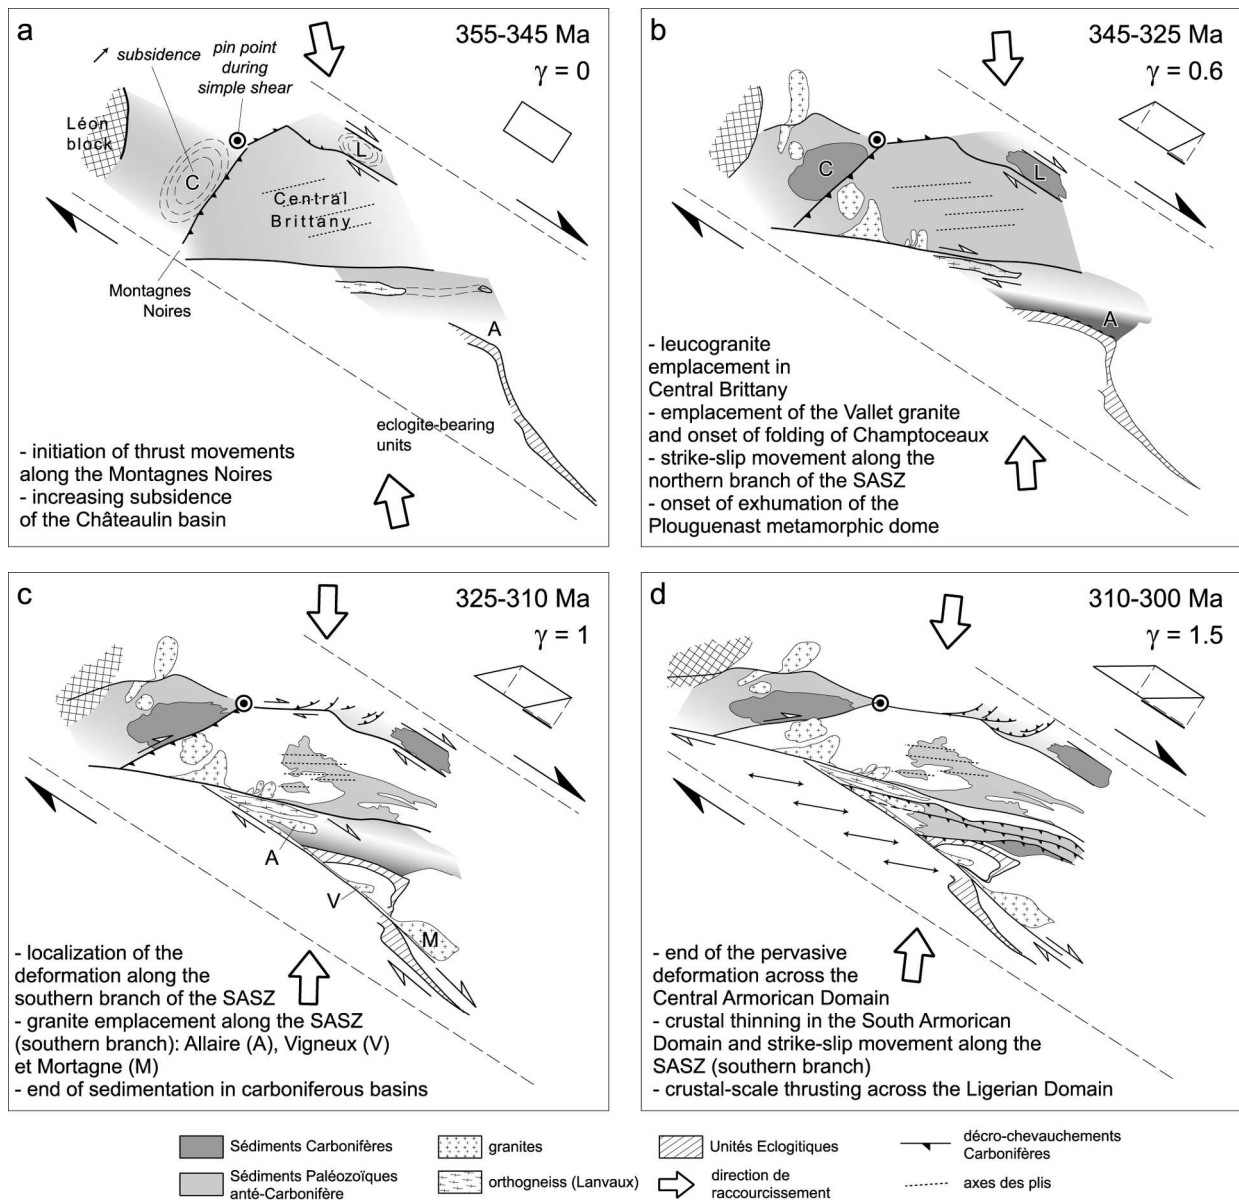 a
355-345 Ma
γ = 0
subsidence
pin point
during
simple shear
Léon
block
C
L
Central
Brittany
Montagnes
Noires
A
eclogite-bearing
units
- initiation of thrust movements
along the Montagnes Noires
- increasing subsidence
of the Châteaulin basin
b
345-325 Ma
γ = 0.6
C
L
A
- leucogranite
emplacement in
Central Brittany
- emplacement of the Vallet granite
and onset of folding of Champtoceaux
- strike-slip movement along the
northern branch of the SASZ
- onset of exhumation of the
Plouguenast metamorphic dome
c
325-310 Ma
γ = 1
A
V
M
- localization of the
deformation along the
southern branch of the SASZ
- granite emplacement along the SASZ
(southern branch): Allaire (A), Vigneux (V)
et Mortagne (M)
- end of sedimentation in carboniferous basins
d
310-300 Ma
γ = 1.5
- end of the pervasive
deformation across the
Central Armorican Domain
- crustal thinning in the South Armorican
Domain and strike-slip movement along the
SASZ (southern branch)
- crustal-scale thrusting across the Ligerian Domain
Sédiments Carbonifères
Sédiments Paléozoïques
anté-Carbonifère
granites
orthogneiss (Lanvaux)
Unités Eclogitiques
direction de
raccourcissement
décro-chevauchements
Carbonifères
axes des plis